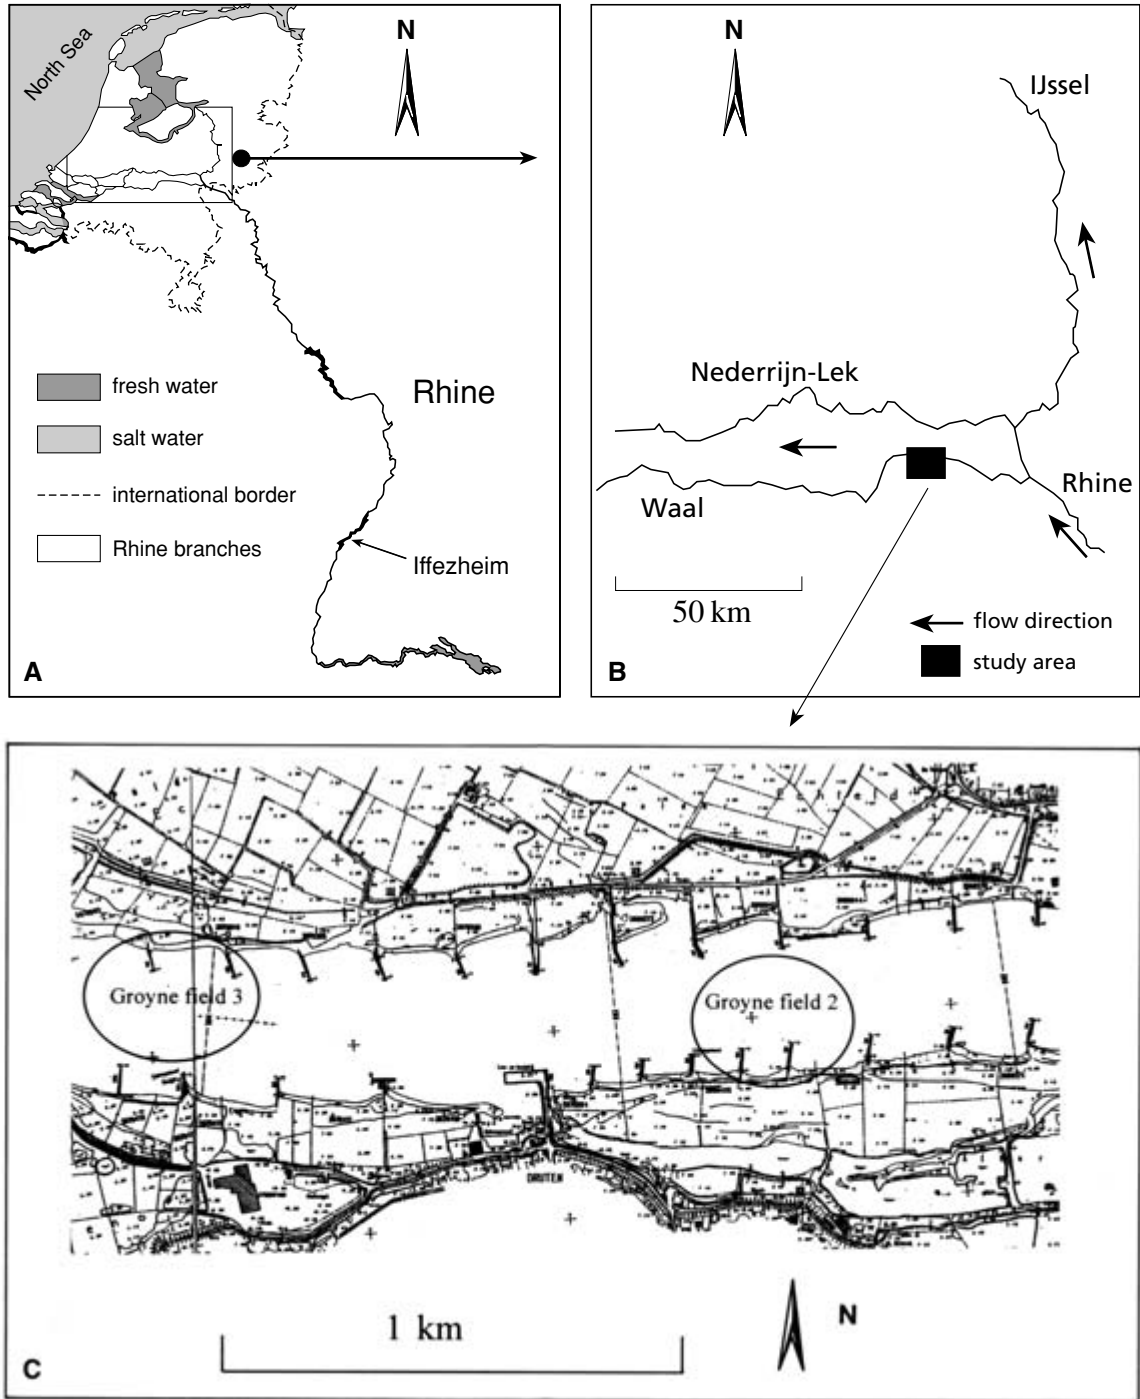 North Sea
N
fresh water
salt water
international border
Rhine branches
Rhine
Iffezheim
A
N
IJssel
Nederrijn-Lek
Waal
Rhine
50 km
flow direction
study area
B
Groyne field 3
Groyne field 2
DRUTEN
1 km
N
C